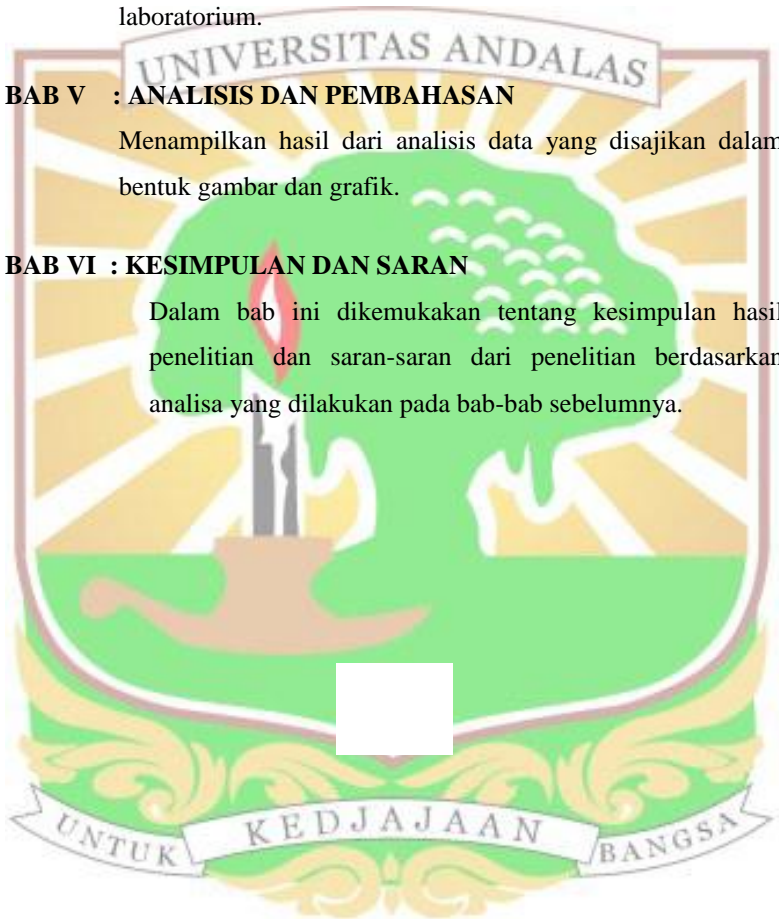 laboratorium.
UNIVERSITAS ANDALAS
BAB V : ANALISIS DAN PEMBAHASAN
Menampilkan hasil dari analisis data yang disajikan dalam
bentuk gambar dan grafik.
BAB VI : KESIMPULAN DAN SARAN
Dalam bab ini dikemukakan tentang kesimpulan hasil
penelitian dan saran-saran dari penelitian berdasarkan
analisa yang dilakukan pada bab-bab sebelumnya.
UNTUK KEDJAJAAN BANGSA